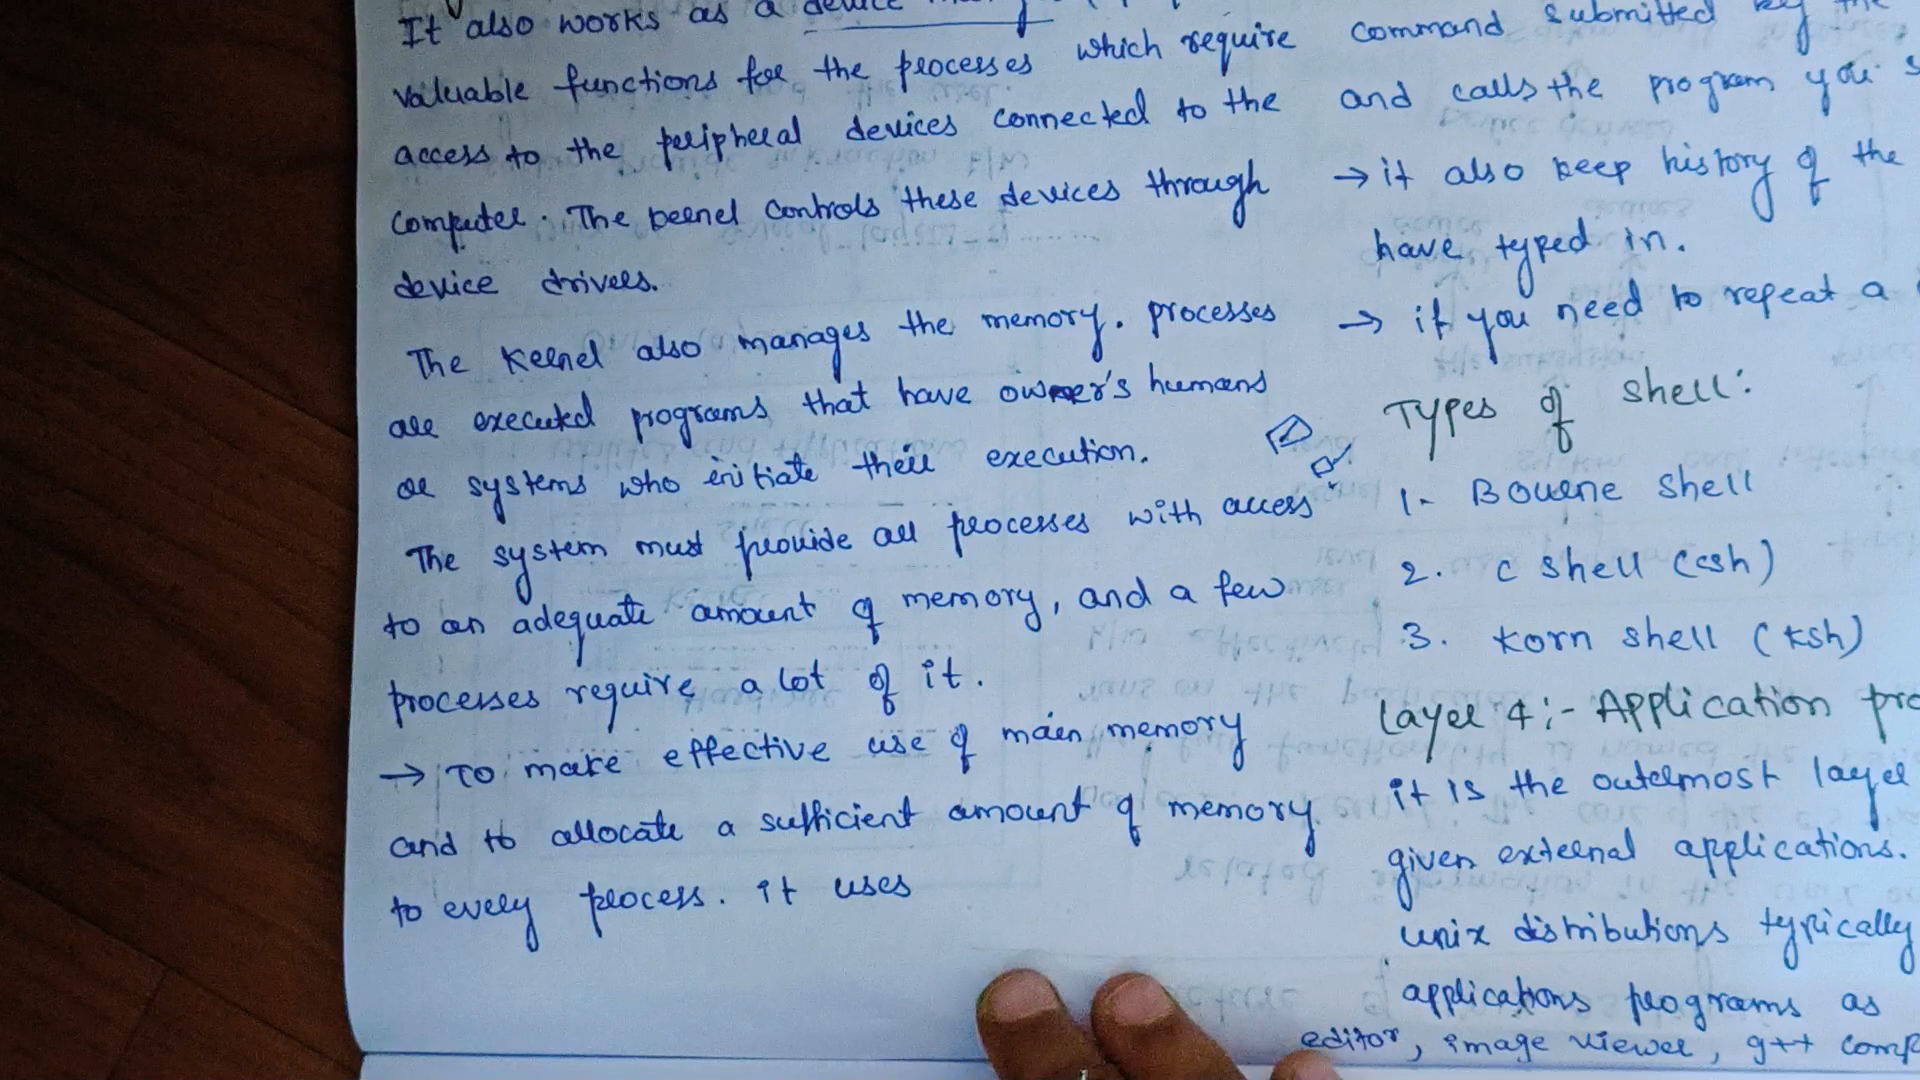 It also works as a device
valuable functions for the processes which require
access to the peripheral devices connected to the
computer. The keenel controls these devices through
device drivers.
The Keenel also manages the memory. processes
are executed programs that have owner's humans
or systems who initiate their execution.
The system must provide all processes with access
to an adequate amount of memory, and a few
processes require a lot of it.
→ To make effective use of main memory
and to allocate a sufficient amount of memory
to every process. it uses
command submitted by the
and calls the program you
→ it also keep history of the
have typed in.
→ if you need to repeat a
Types of shell:
1- Bourne shell
2. C shell (csh)
3. Korn shell (ksh)
Layer 4:- Application
it is the outermost layer
given external applications.
unix distributions typically
applications programs as
editor, image viewer, g++